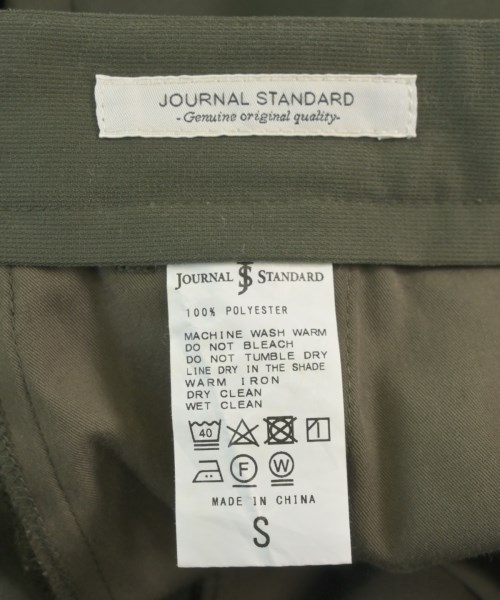 JOURNAL STANDARD
-Genuine original quality-
JOURNAL JS STANDARD
100% POLYESTER
MACHINE WASH WARM
DO NOT BLEACH
DO NOT TUMBLE DRY
LINE DRY IN THE SHADE
WARM IRON
DRY CLEAN
WET CLEAN
40
F W
MADE IN CHINA
S